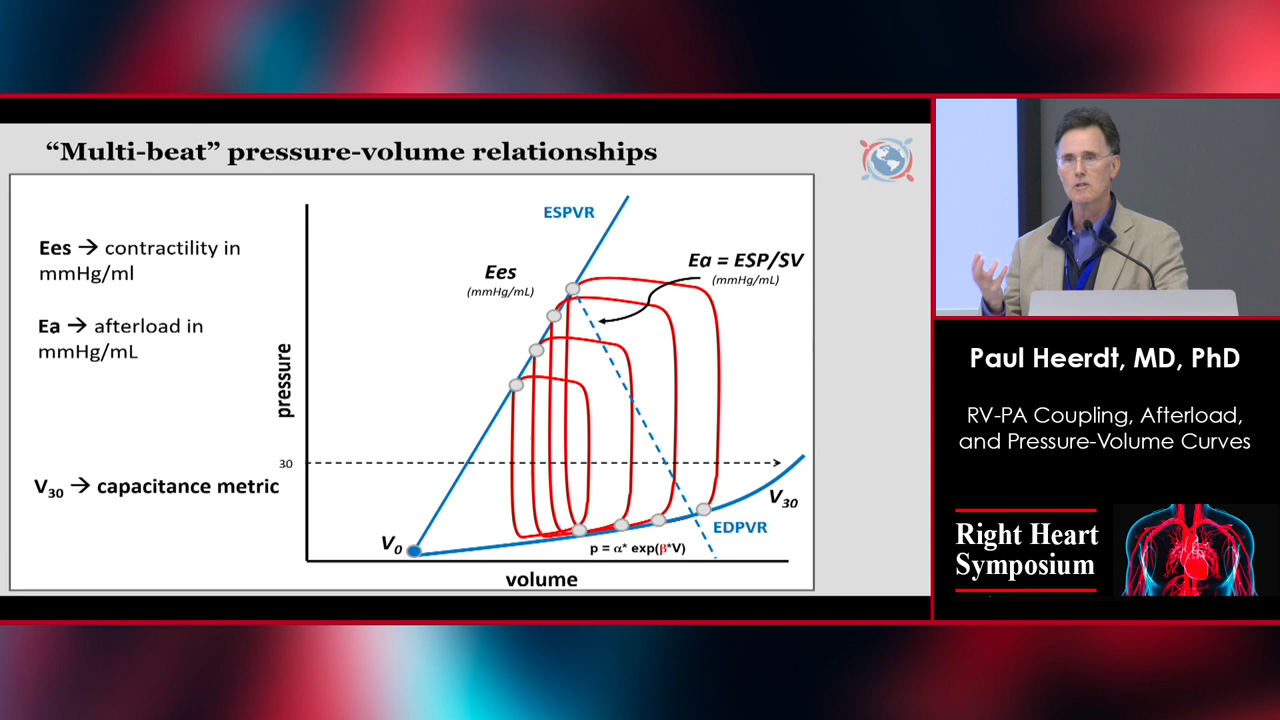 “Multi-beat” pressure-volume relationships
Ees → contractility in
mmHg/ml
Ea → afterload in
mmHg/mL
V30 → capacitance metric
ESPVR
Ees
(mmHg/mL)
Ea = ESP/SV
(mmHg/mL)
pressure
30
V30
EDPVR
V0
p = α* exp(β*V)
volume
Paul Heerdt, MD, PhD
RV-PA Coupling, Afterload,
and Pressure-Volume Curves
Right Heart
Symposium